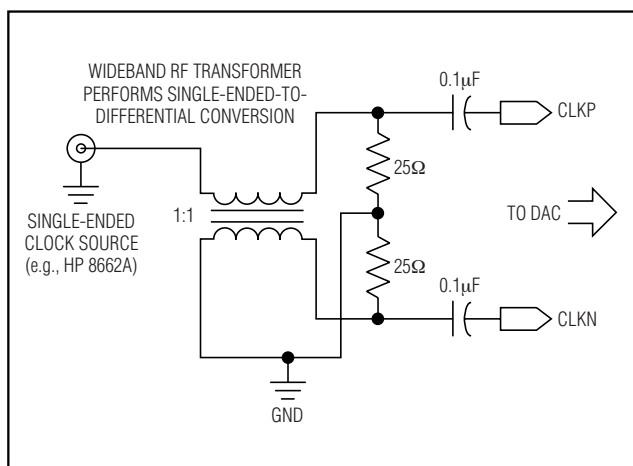 WIDEBAND RF TRANSFORMER
PERFORMS SINGLE-ENDED-TO-
DIFFERENTIAL CONVERSION
0.1μF
CLKP
25Ω
SINGLE-ENDED
CLOCK SOURCE
(e.g., HP 8662A)
1:1
TO DAC
25Ω
0.1μF
CLKN
GND